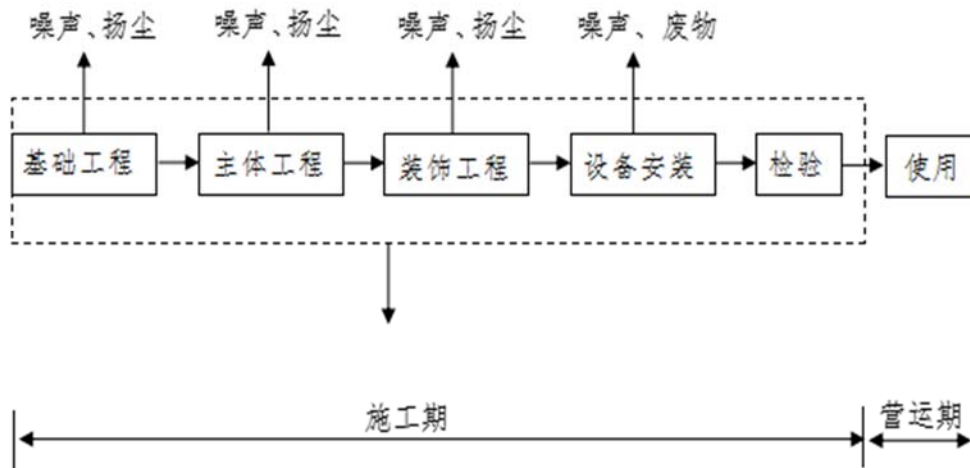 噪声、扬尘 噪声、扬尘 噪声、扬尘 噪声、废物
基础工程 主体工程 装饰工程 设备安装 检验 使用
施工期 营运期